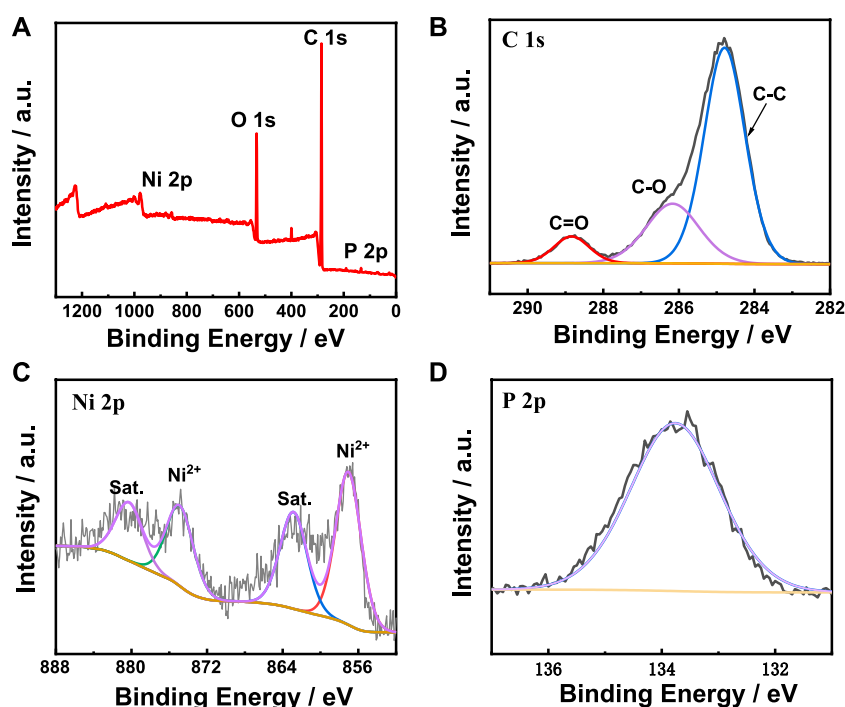 A
C 1s
O 1s
Ni 2p
P 2p
Intensity / a.u.
1200 1000 800 600 400 200 0
Binding Energy / eV
B
C 1s
C-C
C-O
C=O
Intensity / a.u.
290 288 286 284 282
Binding Energy / eV
C
Ni 2p
Ni²⁺
Ni²⁺
Sat.
Sat.
Intensity / a.u.
888 880 872 864 856
Binding Energy / eV
D
P 2p
Intensity / a.u.
136 134 132
Binding Energy / eV